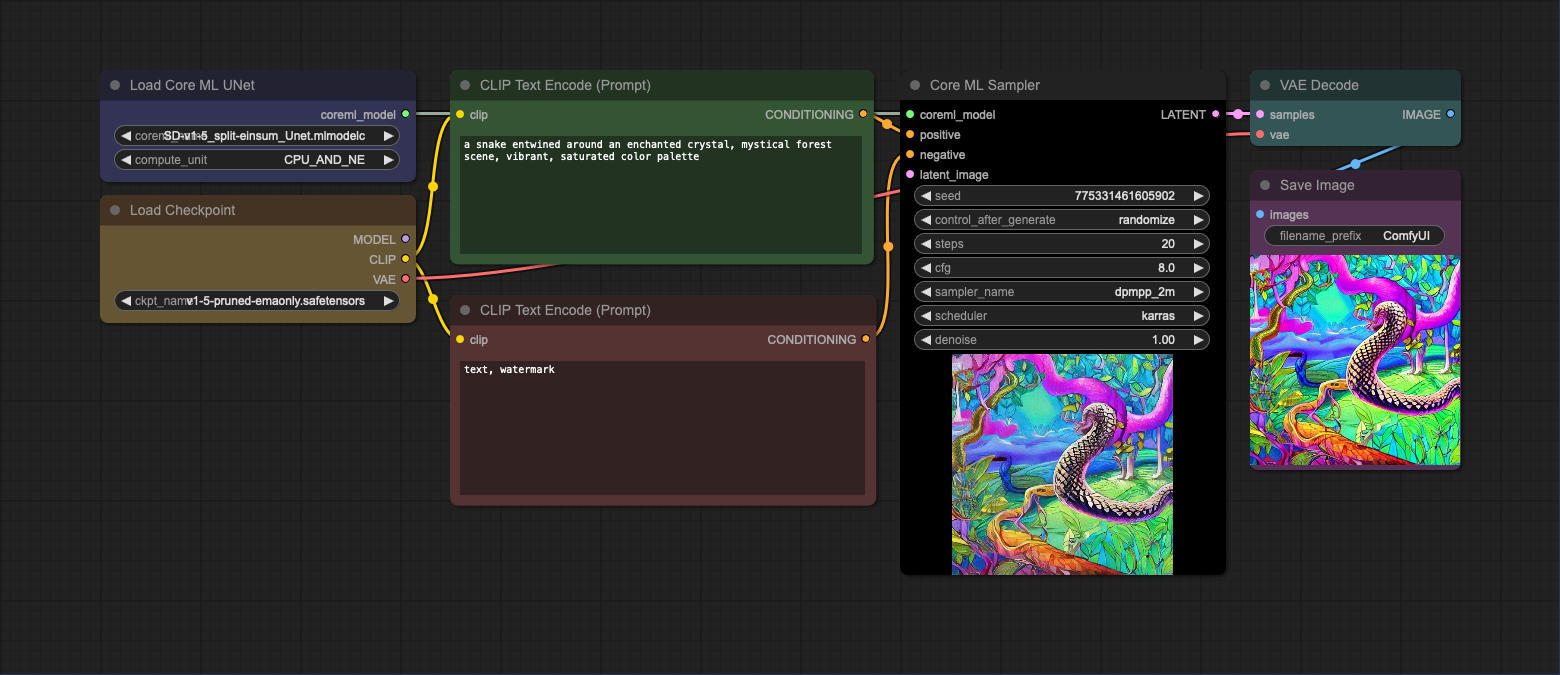 Load Core ML UNet
coreml_model
SD-v1-5_split-einsum_Unet.mlmodelc
compute_unit CPU_AND_NE
Load Checkpoint
MODEL
CLIP
VAE
ckpt_name v1-5-pruned-emaonly.safetensors
CLIP Text Encode (Prompt)
clip CONDITIONING
a snake entwined around an enchanted crystal, mystical forest
scene, vibrant, saturated color palette
CLIP Text Encode (Prompt)
clip CONDITIONING
text, watermark
Core ML Sampler
coreml_model LATENT
positive
negative
latent_image
seed 775331461605902
control_after_generate randomize
steps 20
cfg 8.0
sampler_name dpmpp_2m
scheduler karras
denoise 1.00
VAE Decode
samples IMAGE
vae
Save Image
images
filename_prefix ComfyUI